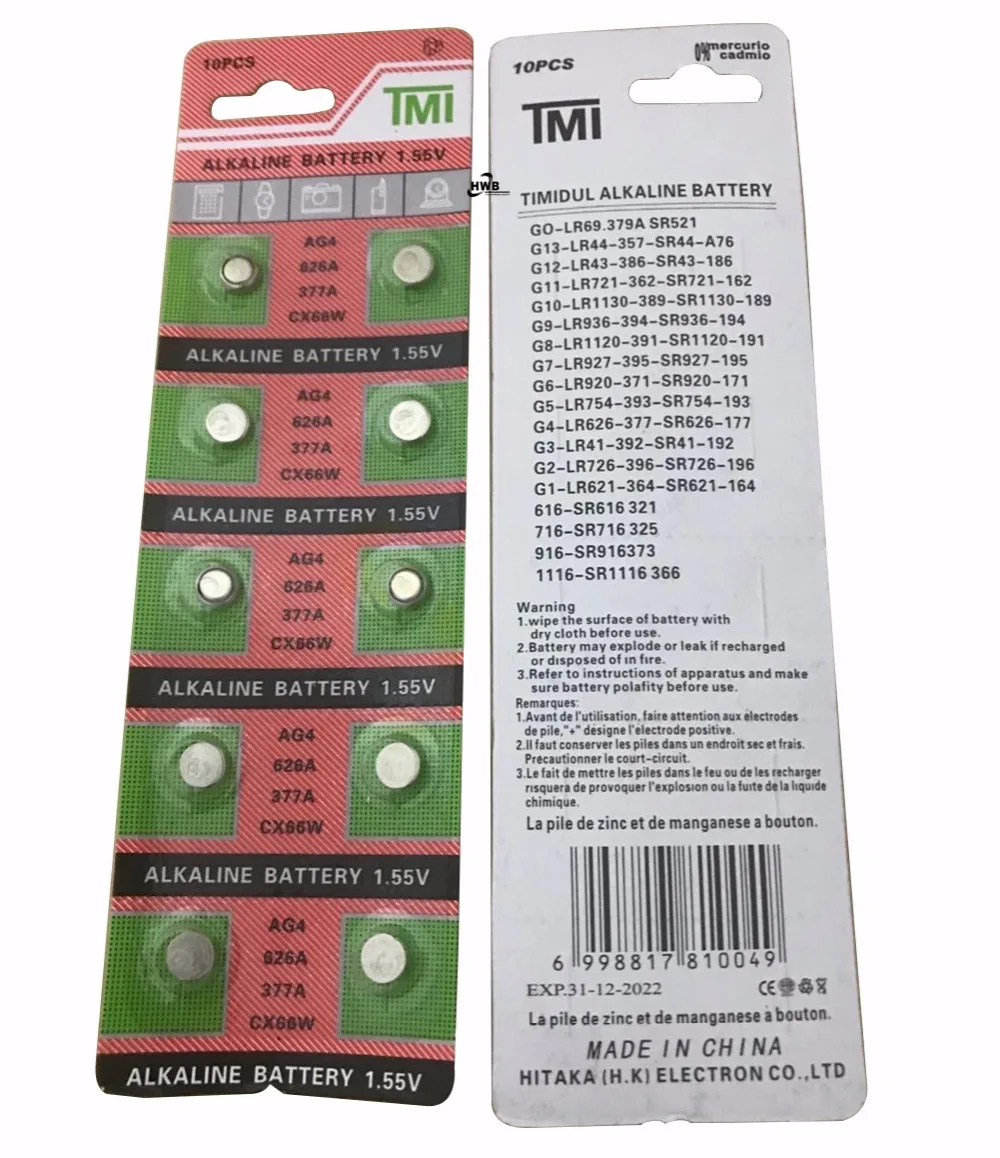 10PCS
TMI
ALKALINE BATTERY 1.55V
AG4
626A
377A
CX66W
ALKALINE BATTERY 1.55V
AG4
626A
377A
CX66W
ALKALINE BATTERY 1.55V
AG4
626A
377A
CX66W
ALKALINE BATTERY 1.55V
AG4
626A
377A
CX66W
ALKALINE BATTERY 1.55V
AG4
626A
377A
CX66W
ALKALINE BATTERY 1.55V
HWB
10PCS
0% mercurio
cadmio
TMI
TIMIDUL ALKALINE BATTERY
GO-LR69.379A SR521
G13-LR44-357-SR44-A76
G12-LR43-386-SR43-186
G11-LR721-362-SR721-162
G10-LR1130-389-SR1130-189
G9-LR936-394-SR936-194
G8-LR1120-391-SR1120-191
G7-LR927-395-SR927-195
G6-LR920-371-SR920-171
G5-LR754-393-SR754-193
G4-LR626-377-SR626-177
G3-LR41-392-SR41-192
G2-LR726-396-SR726-196
G1-LR621-364-SR621-164
616-SR616 321
716-SR716 325
916-SR916373
1116-SR1116 366
Warning
1.wipe the surface of battery with
dry cloth before use.
2.Battery may explode or leak if recharged
or disposed of in fire.
3.Refer to instructions of apparatus and make
sure battery polafity before use.
Remarques:
1.Avant de l'utilisation, faire attention aux électrodes
de pile,"+" désigne l'electrode positive.
2.Il faut conserver les piles dans un endroit sec et frais.
Précautionner le court-circuit.
3.Le fait de mettre les piles dans le feu ou de les recharger
risquera de provoquer l'explosion ou la fuite de la liquide
chimique.
La pile de zinc et de manganese a bouton.
6 998817 810049
EXP.31-12-2022
CE
La pile de zinc et de manganese à bouton.
MADE IN CHINA
HITAKA (H.K) ELECTRON CO.,LTD